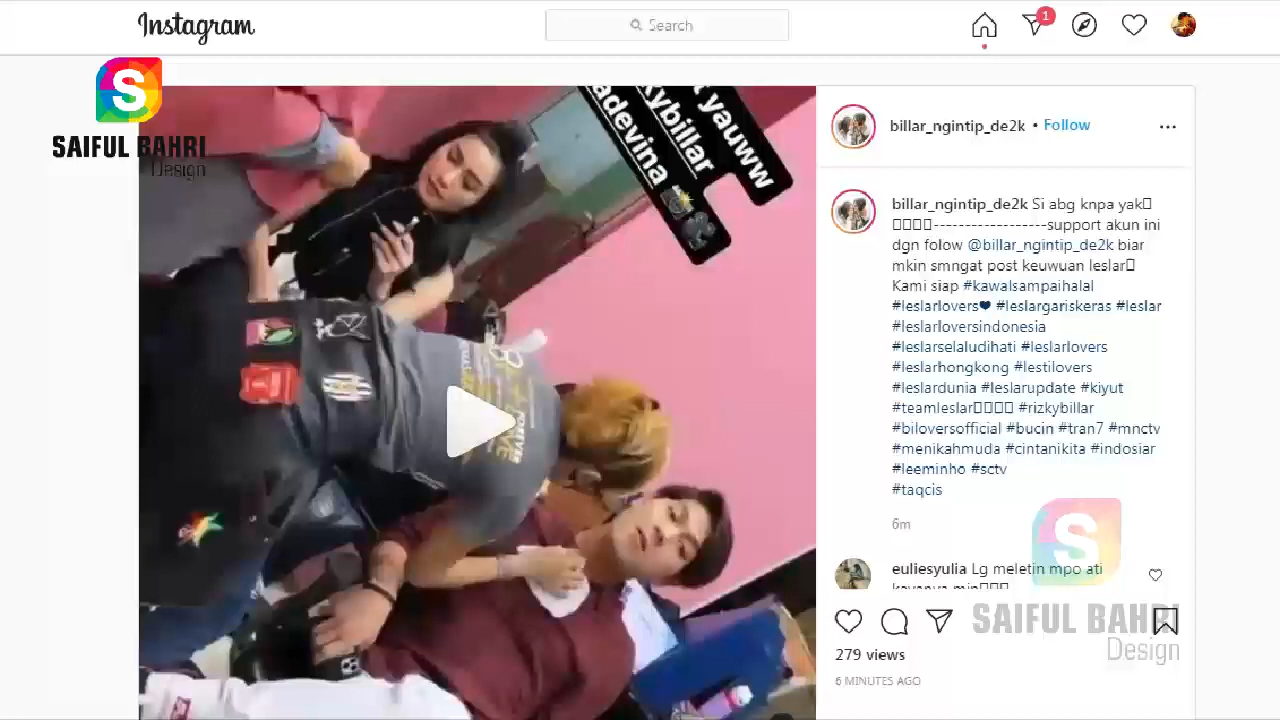 Instagram
Search
1
S
SAIFUL BAHRI
Design
yauww
kybillar
adevina
billar_ngintip_de2k • Follow
billar_ngintip_de2k Si abg knpa yak
------------------support akun ini
dgn folow @billar_ngintip_de2k biar
mkin smngat post keuwuan leslar
Kami siap #kawalsampaihalal
#leslarlovers❤ #leslargariskeras #leslar
#leslarloversindonesia
#leslarselaludihati #leslarlovers
#leslarhongkong #lestilovers
#leslardunia #leslarupdate #kiyut
#teamleslar #rizkybillar
#biloversofficial #bucin #tran7 #mnctv
#menikahmuda #cintanikita #indosiar
#leeminho #sctv
#taqcis
6m
euliesyulia Lg meletin mpo ati
279 views
6 MINUTES AGO
S
SAIFUL BAHRI
Design